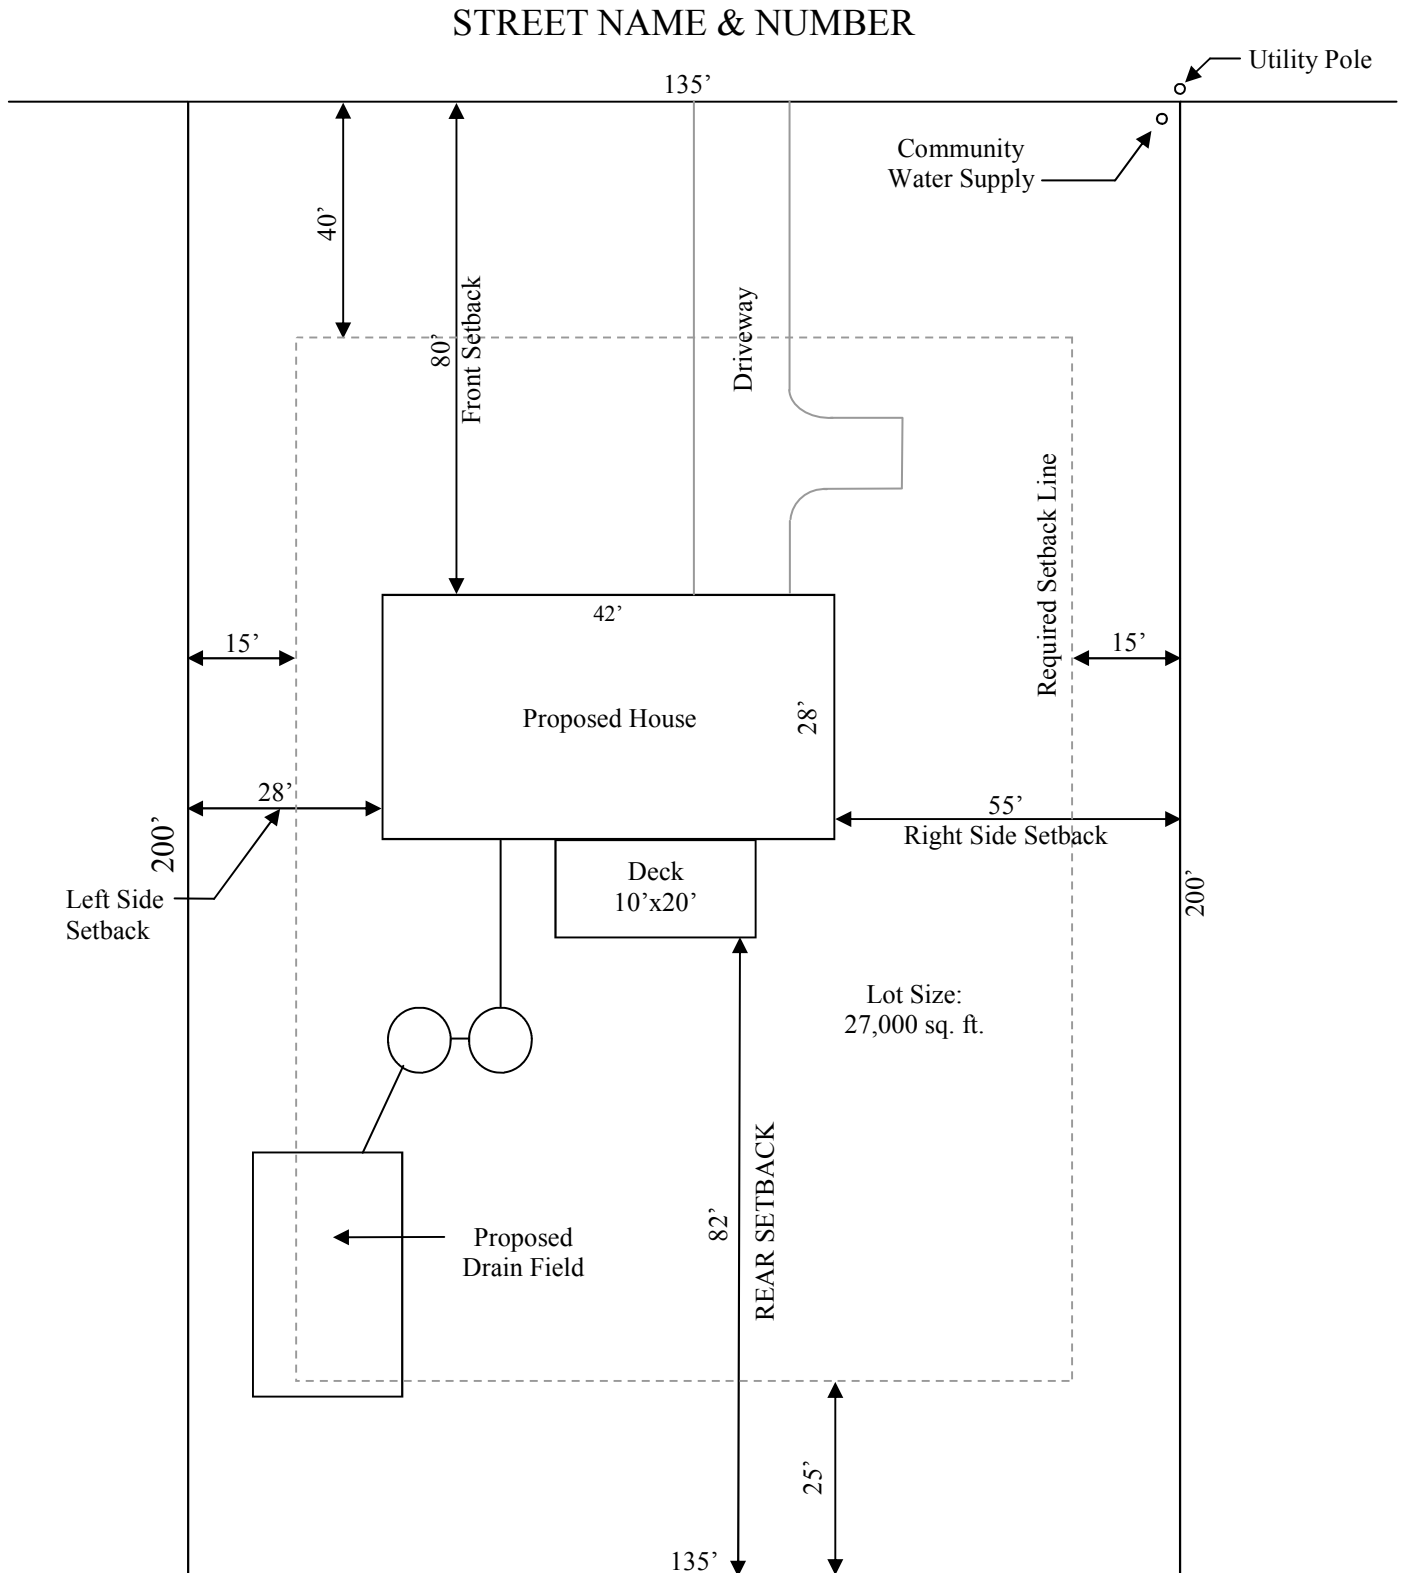 STREET NAME & NUMBER
Utility Pole
135’
Community
Water Supply
40’
80’
Front Setback
Driveway
Required Setback Line
42’
15’
15’
Proposed House
28’
28’
55’
Right Side Setback
200’
Left Side
Setback
Deck
10’x20’
200’
Lot Size:
27,000 sq. ft.
82’
REAR SETBACK
Proposed
Drain Field
25’
135’